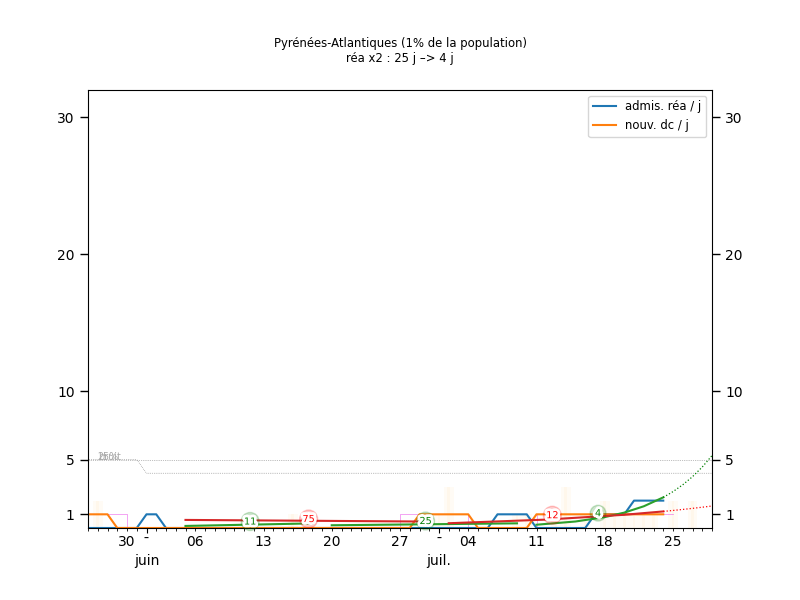 Pyrénées-Atlantiques (1% de la population)
réa x2 : 25 j –> 4 j
admis. réa / j
nouv. dc / j
30
30
20
20
10
10
5
5
1
1
11
75
25
12
4
30 - 06 13 20 27 - 04 11 18 25
juin juil.